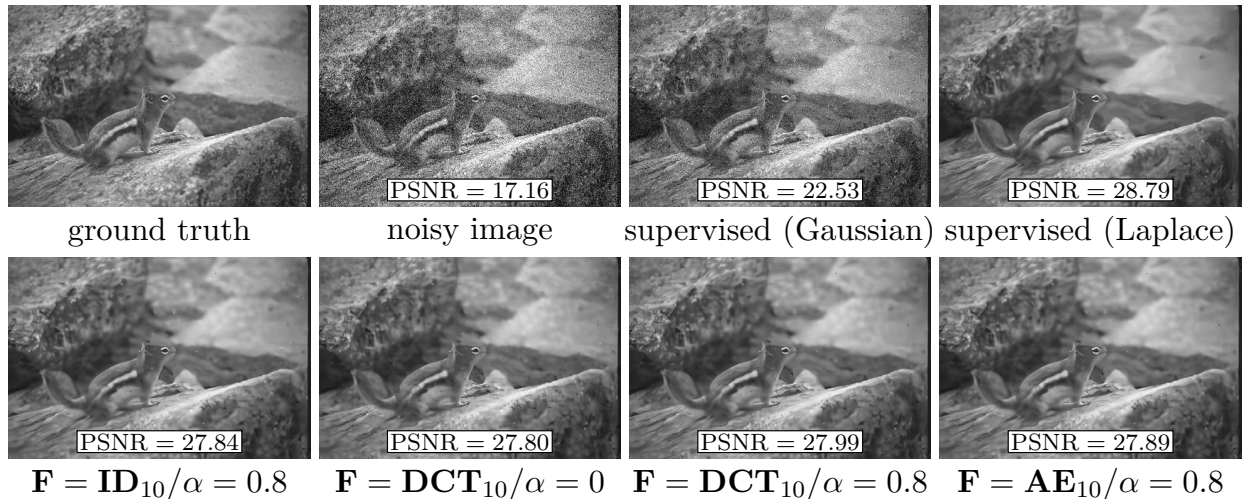 PSNR = 17.16
PSNR = 22.53
PSNR = 28.79
ground truth
noisy image
supervised (Gaussian)
supervised (Laplace)
PSNR = 27.84
PSNR = 27.80
PSNR = 27.99
PSNR = 27.89
F = ID₁₀/α = 0.8
F = DCT₁₀/α = 0
F = DCT₁₀/α = 0.8
F = AE₁₀/α = 0.8